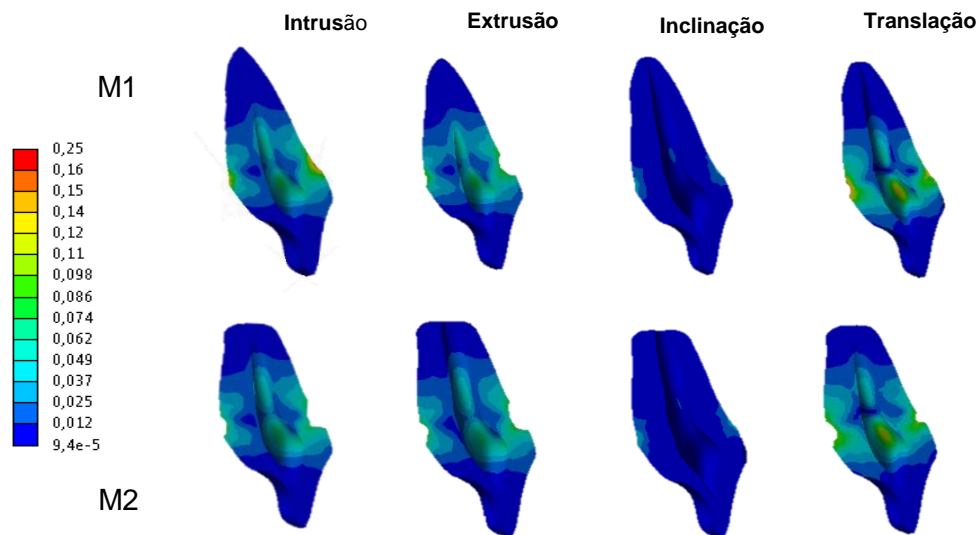 Intrusão
Extrusão
Inclinação
Translação
M1
0,25
0,16
0,15
0,14
0,12
0,11
0,098
0,086
0,074
0,062
0,049
0,037
0,025
0,012
9,4e-5
M2